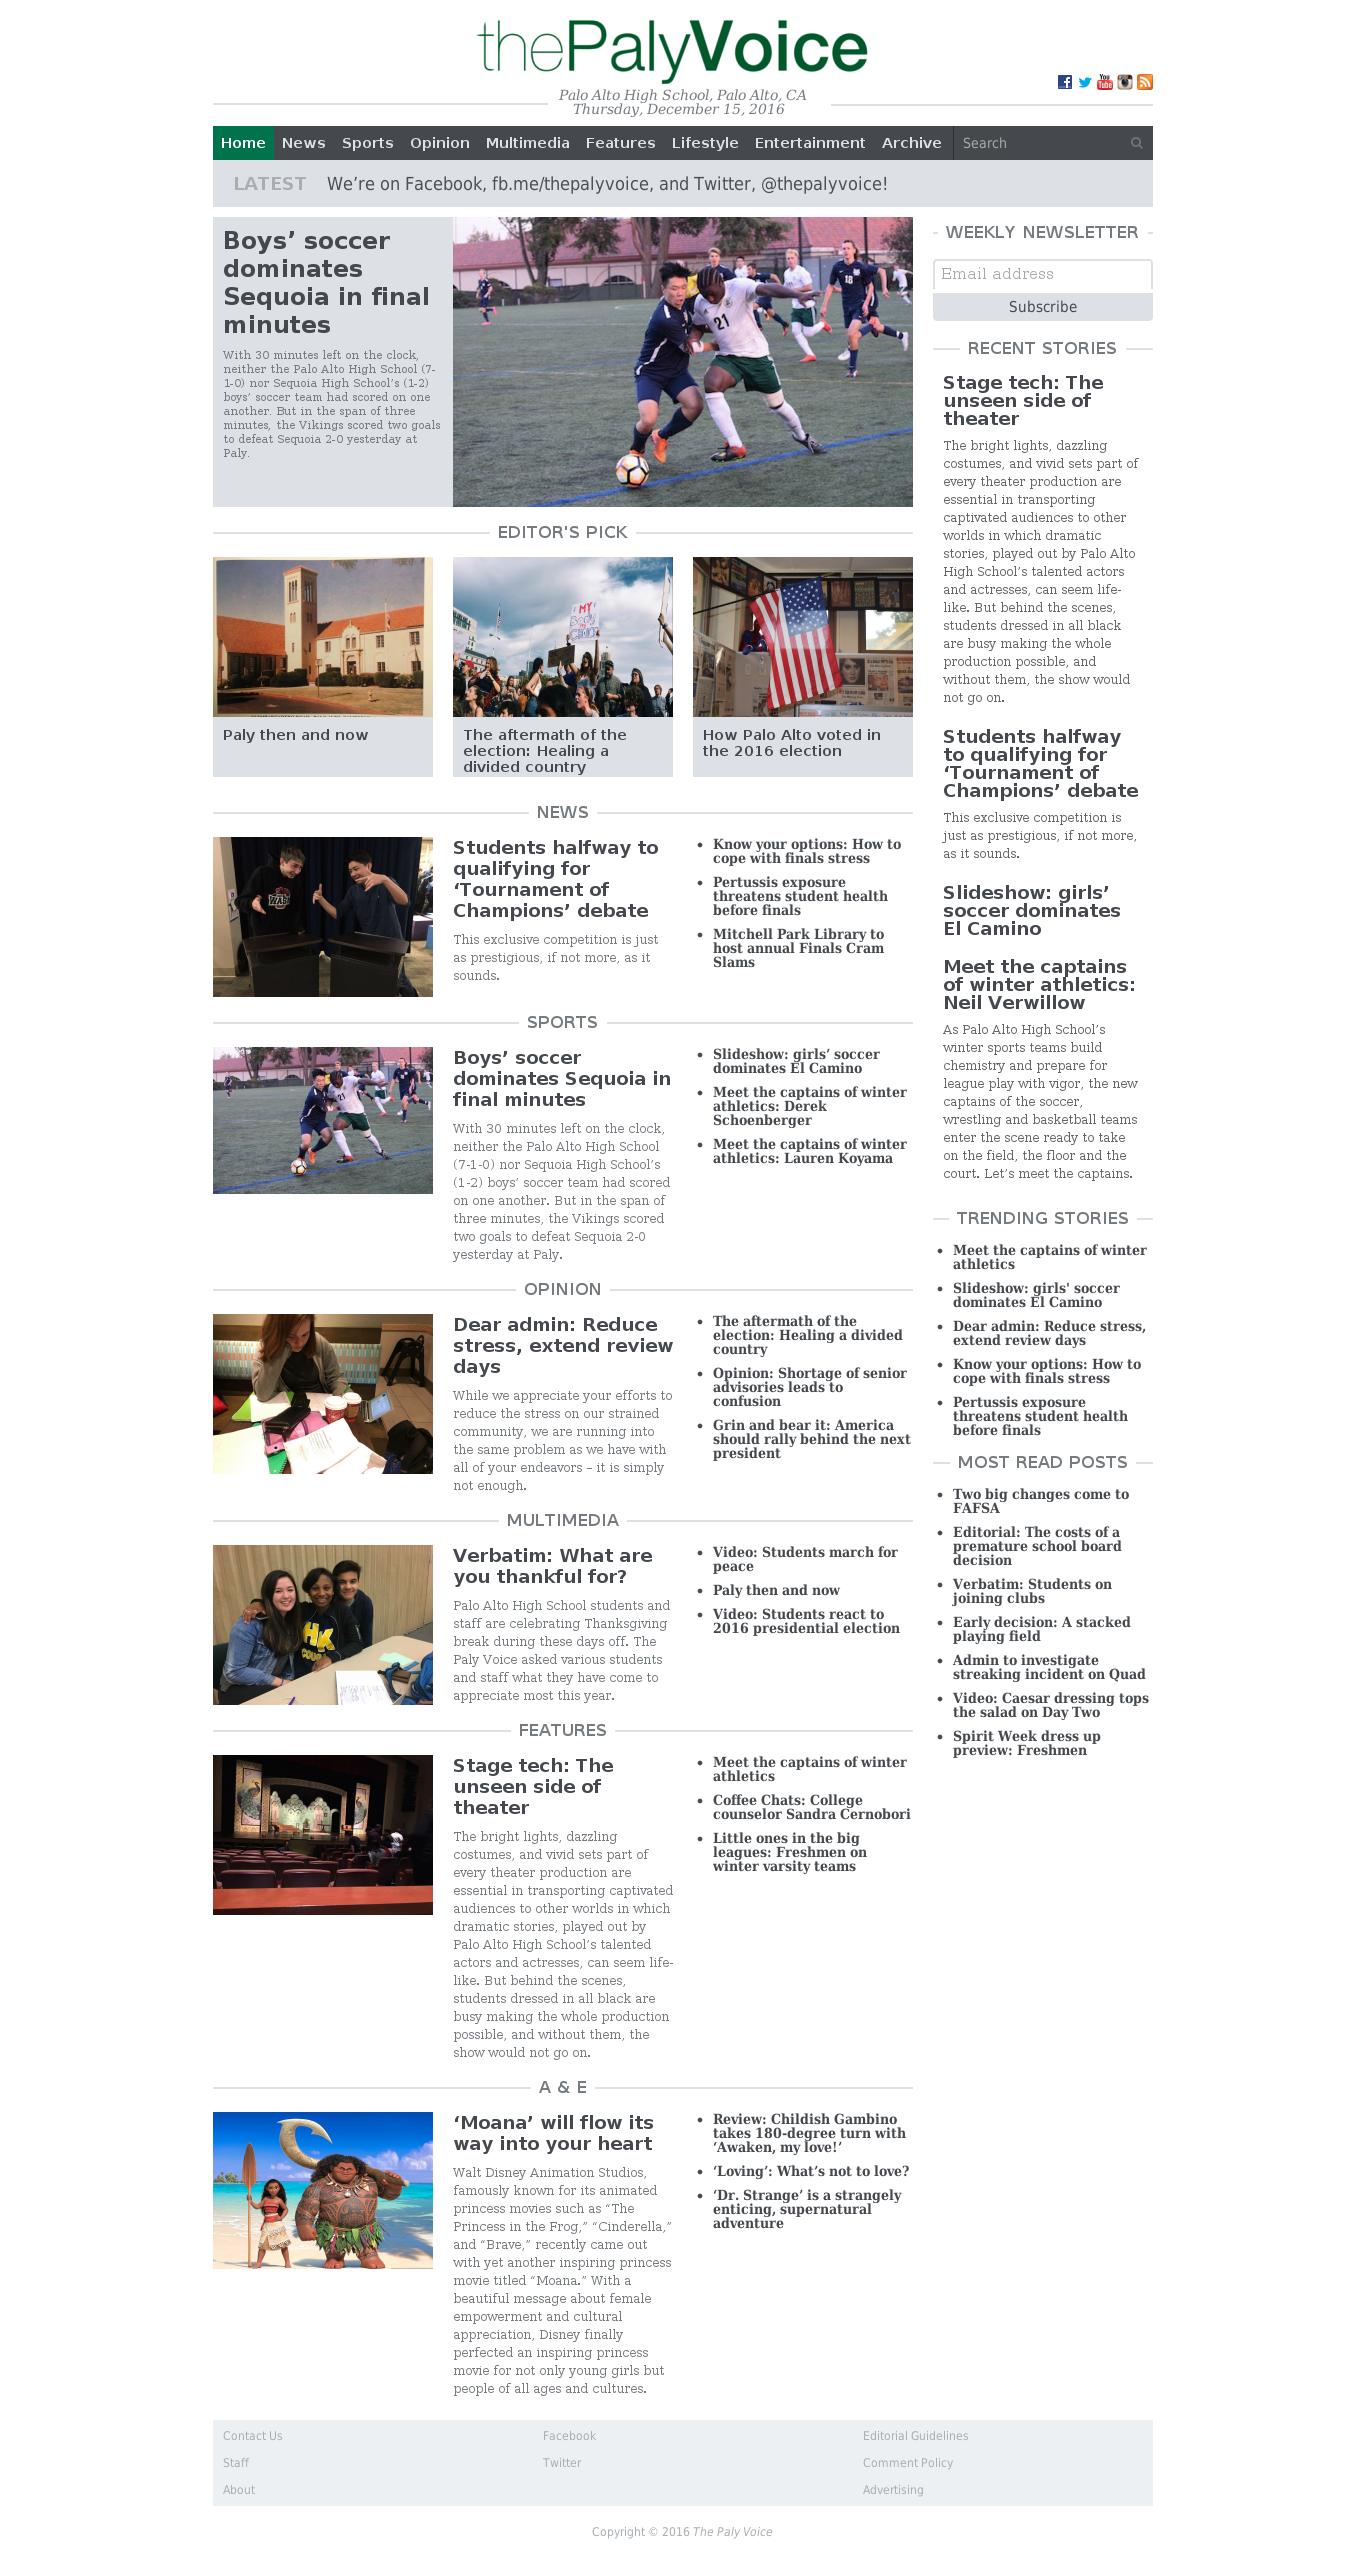 thePalyVoice
Palo Alto High School, Palo Alto, CA
Thursday, December 15, 2016
Home News Sports Opinion Multimedia Features Lifestyle Entertainment Archive Search
LATEST We’re on Facebook, fb.me/thepalyvoice, and Twitter, @thepalyvoice!
Boys’ soccer
dominates
Sequoia in final
minutes
With 30 minutes left on the clock,
neither the Palo Alto High School (7-
1-0) nor Sequoia High School’s (1-2)
boys’ soccer team had scored on one
another. But in the span of three
minutes, the Vikings scored two goals
to defeat Sequoia 2-0 yesterday at
Paly.
EDITOR'S PICK
Paly then and now
The aftermath of the
election: Healing a
divided country
How Palo Alto voted in
the 2016 election
NEWS
Students halfway to
qualifying for
‘Tournament of
Champions’ debate
This exclusive competition is just
as prestigious, if not more, as it
sounds.
Know your options: How to
cope with finals stress
Pertussis exposure
threatens student health
before finals
Mitchell Park Library to
host annual Finals Cram
Slams
SPORTS
Boys’ soccer
dominates Sequoia in
final minutes
With 30 minutes left on the clock,
neither the Palo Alto High School
(7-1-0) nor Sequoia High School’s
(1-2) boys’ soccer team had scored
on one another. But in the span of
three minutes, the Vikings scored
two goals to defeat Sequoia 2-0
yesterday at Paly.
Slideshow: girls’ soccer
dominates El Camino
Meet the captains of winter
athletics: Derek
Schoenberger
Meet the captains of winter
athletics: Lauren Koyama
OPINION
Dear admin: Reduce
stress, extend review
days
While we appreciate your efforts to
reduce the stress on our strained
community, we are running into
the same problem as we have with
all of your endeavors – it is simply
not enough.
The aftermath of the
election: Healing a divided
country
Opinion: Shortage of senior
advisories leads to
confusion
Grin and bear it: America
should rally behind the next
president
MULTIMEDIA
Verbatim: What are
you thankful for?
Palo Alto High School students and
staff are celebrating Thanksgiving
break during these days off. The
Paly Voice asked various students
and staff what they have come to
appreciate most this year.
Video: Students march for
peace
Paly then and now
Video: Students react to
2016 presidential election
FEATURES
Stage tech: The
unseen side of
theater
The bright lights, dazzling
costumes, and vivid sets part of
every theater production are
essential in transporting captivated
audiences to other worlds in which
dramatic stories, played out by
Palo Alto High School’s talented
actors and actresses, can seem life-
like. But behind the scenes,
students dressed in all black are
busy making the whole production
possible, and without them, the
show would not go on.
Meet the captains of winter
athletics
Coffee Chats: College
counselor Sandra Cernobori
Little ones in the big
leagues: Freshmen on
winter varsity teams
A & E
‘Moana’ will flow its
way into your heart
Walt Disney Animation Studios,
famously known for its animated
princess movies such as “The
Princess in the Frog,” “Cinderella,”
and “Brave,” recently came out
with yet another inspiring princess
movie titled “Moana.” With a
beautiful message about female
empowerment and cultural
appreciation, Disney finally
perfected an inspiring princess
movie for not only young girls but
people of all ages and cultures.
Review: Childish Gambino
takes 180-degree turn with
‘Awaken, my love!’
‘Loving’: What’s not to love?
‘Dr. Strange’ is a strangely
enticing, supernatural
adventure
WEEKLY NEWSLETTER
Email address
Subscribe
RECENT STORIES
Stage tech: The
unseen side of
theater
The bright lights, dazzling
costumes, and vivid sets part of
every theater production are
essential in transporting
captivated audiences to other
worlds in which dramatic
stories, played out by Palo Alto
High School’s talented actors
and actresses, can seem life-
like. But behind the scenes,
students dressed in all black
are busy making the whole
production possible, and
without them, the show would
not go on.
Students halfway
to qualifying for
‘Tournament of
Champions’ debate
This exclusive competition is
just as prestigious, if not more,
as it sounds.
Slideshow: girls’
soccer dominates
El Camino
Meet the captains
of winter athletics:
Neil Verwillow
As Palo Alto High School’s
winter sports teams build
chemistry and prepare for
league play with vigor, the new
captains of the soccer,
wrestling and basketball teams
enter the scene ready to take
on the field, the floor and the
court. Let’s meet the captains.
TRENDING STORIES
Meet the captains of winter
athletics
Slideshow: girls' soccer
dominates El Camino
Dear admin: Reduce stress,
extend review days
Know your options: How to
cope with finals stress
Pertussis exposure
threatens student health
before finals
MOST READ POSTS
Two big changes come to
FAFSA
Editorial: The costs of a
premature school board
decision
Verbatim: Students on
joining clubs
Early decision: A stacked
playing field
Admin to investigate
streaking incident on Quad
Video: Caesar dressing tops
the salad on Day Two
Spirit Week dress up
preview: Freshmen
Contact Us Facebook Editorial Guidelines
Staff Twitter Comment Policy
About Advertising
Copyright © 2016 The Paly Voice